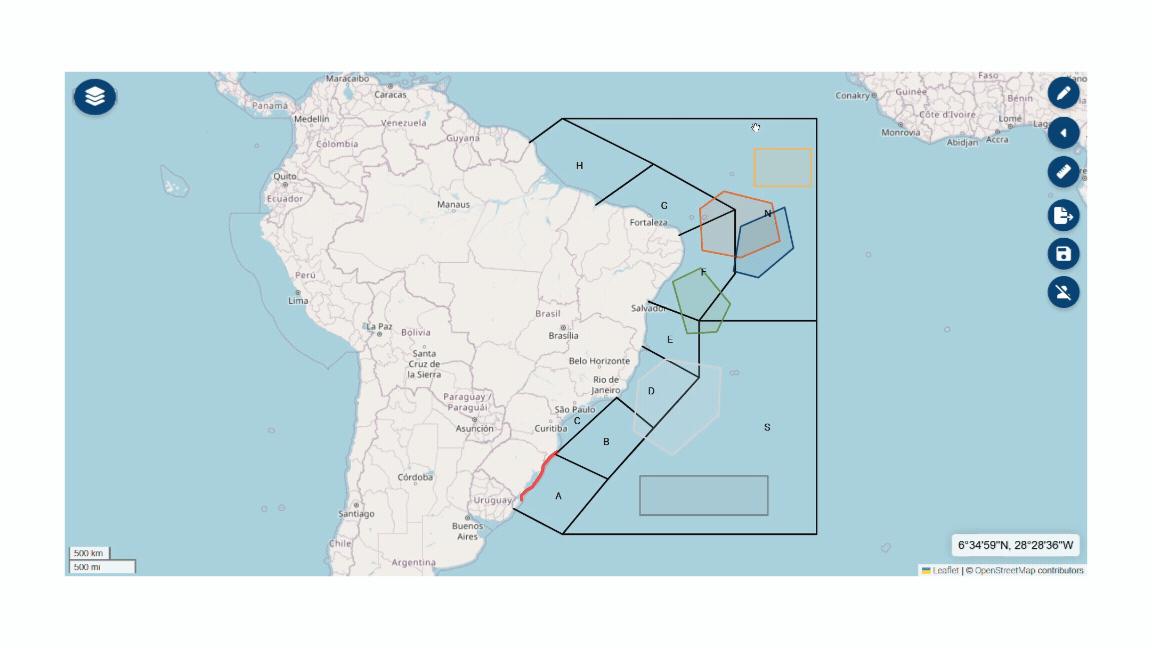 Maracaibo
Caracas
Panamá
Medellín
Venezuela
Guyana
Colombia
Quito
Ecuador
Manaus
Fortaleza
Perú
Lima
La Paz
Bolivia
Brasil
Brasília
Salvador
Santa
Cruz de
la Sierra
Belo Horizonte
Rio de
Janeiro
Paraguay /
Paraguái
São Paulo
Asunción
Curitiba
Córdoba
Uruguay
Santiago
Buenos
Aires
Chile
Argentina
H
G
N
F
E
D
C
B
A
S
Faso
Conakry
Guinée
Bénin
Côte d'Ivoire
Lomé
Lag
Monrovia
Abidjan
Accra
500 km
500 mi
6°34'59"N, 28°28'36"W
Leaflet | © OpenStreetMap contributors